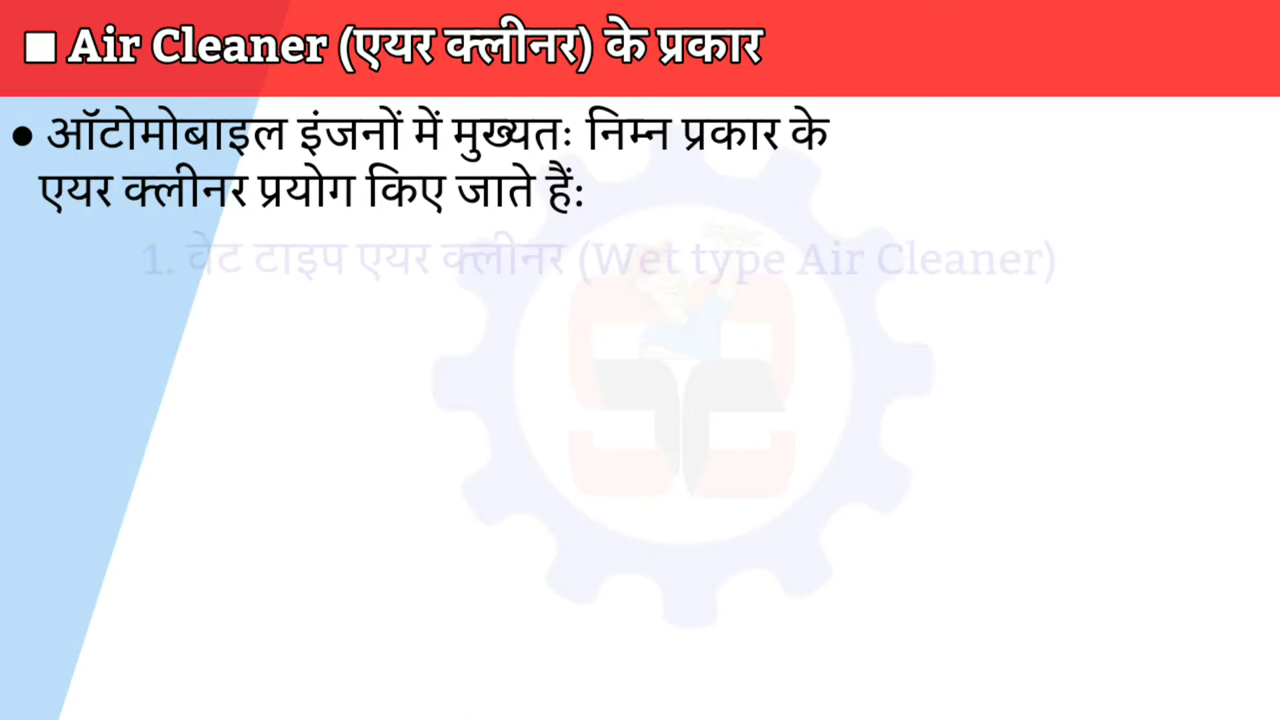 ■ Air Cleaner (एयर क्लीनर) के प्रकार
● ऑटोमोबाइल इंजनों में मुख्यतः निम्न प्रकार के
एयर क्लीनर प्रयोग किए जाते हैं:
1. वेट टाइप एयर क्लीनर (Wet type Air Cleaner)